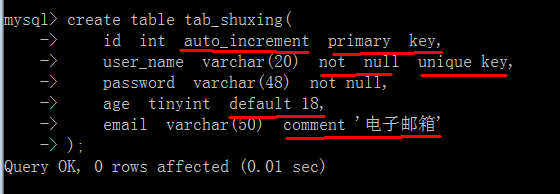 mysql> create table tab_shuxing(
    -> id int auto_increment primary key,
    -> user_name varchar(20) not null unique key,
    -> password varchar(48) not null,
    -> age tinyint default 18,
    -> email varchar(50) comment '电子邮箱'
    -> );
Query OK, 0 rows affected (0.01 sec)